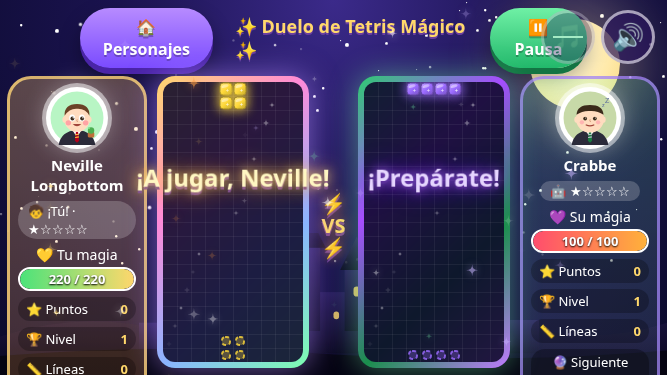 🏠
Personajes
✨ Duelo de Tetris Mágico
✨
⏸️
Pausa
Neville
Longbottom
🧒 ¡Tú! ·
★☆☆☆☆
💛 Tu magia
220 / 220
⭐ Puntos 0
🏆 Nivel 1
📏 Líneas 0
¡A jugar, Neville!
⚡
VS
⚡
¡Prepárate!
Crabbe
🤖 ★☆☆☆☆
💜 Su magia
100 / 100
⭐ Puntos 0
🏆 Nivel 1
📏 Líneas 0
🔮 Siguiente